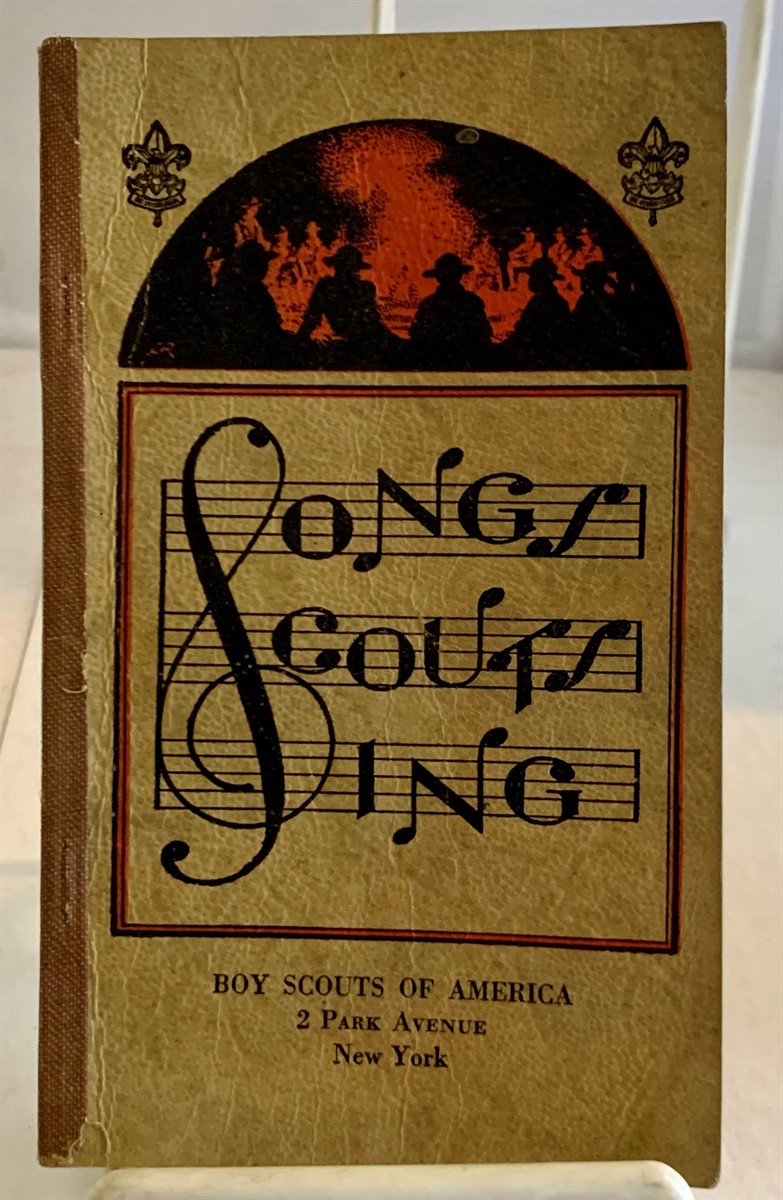 SONGS
SCOUTS
SING
BOY SCOUTS OF AMERICA
2 PARK AVENUE
New York